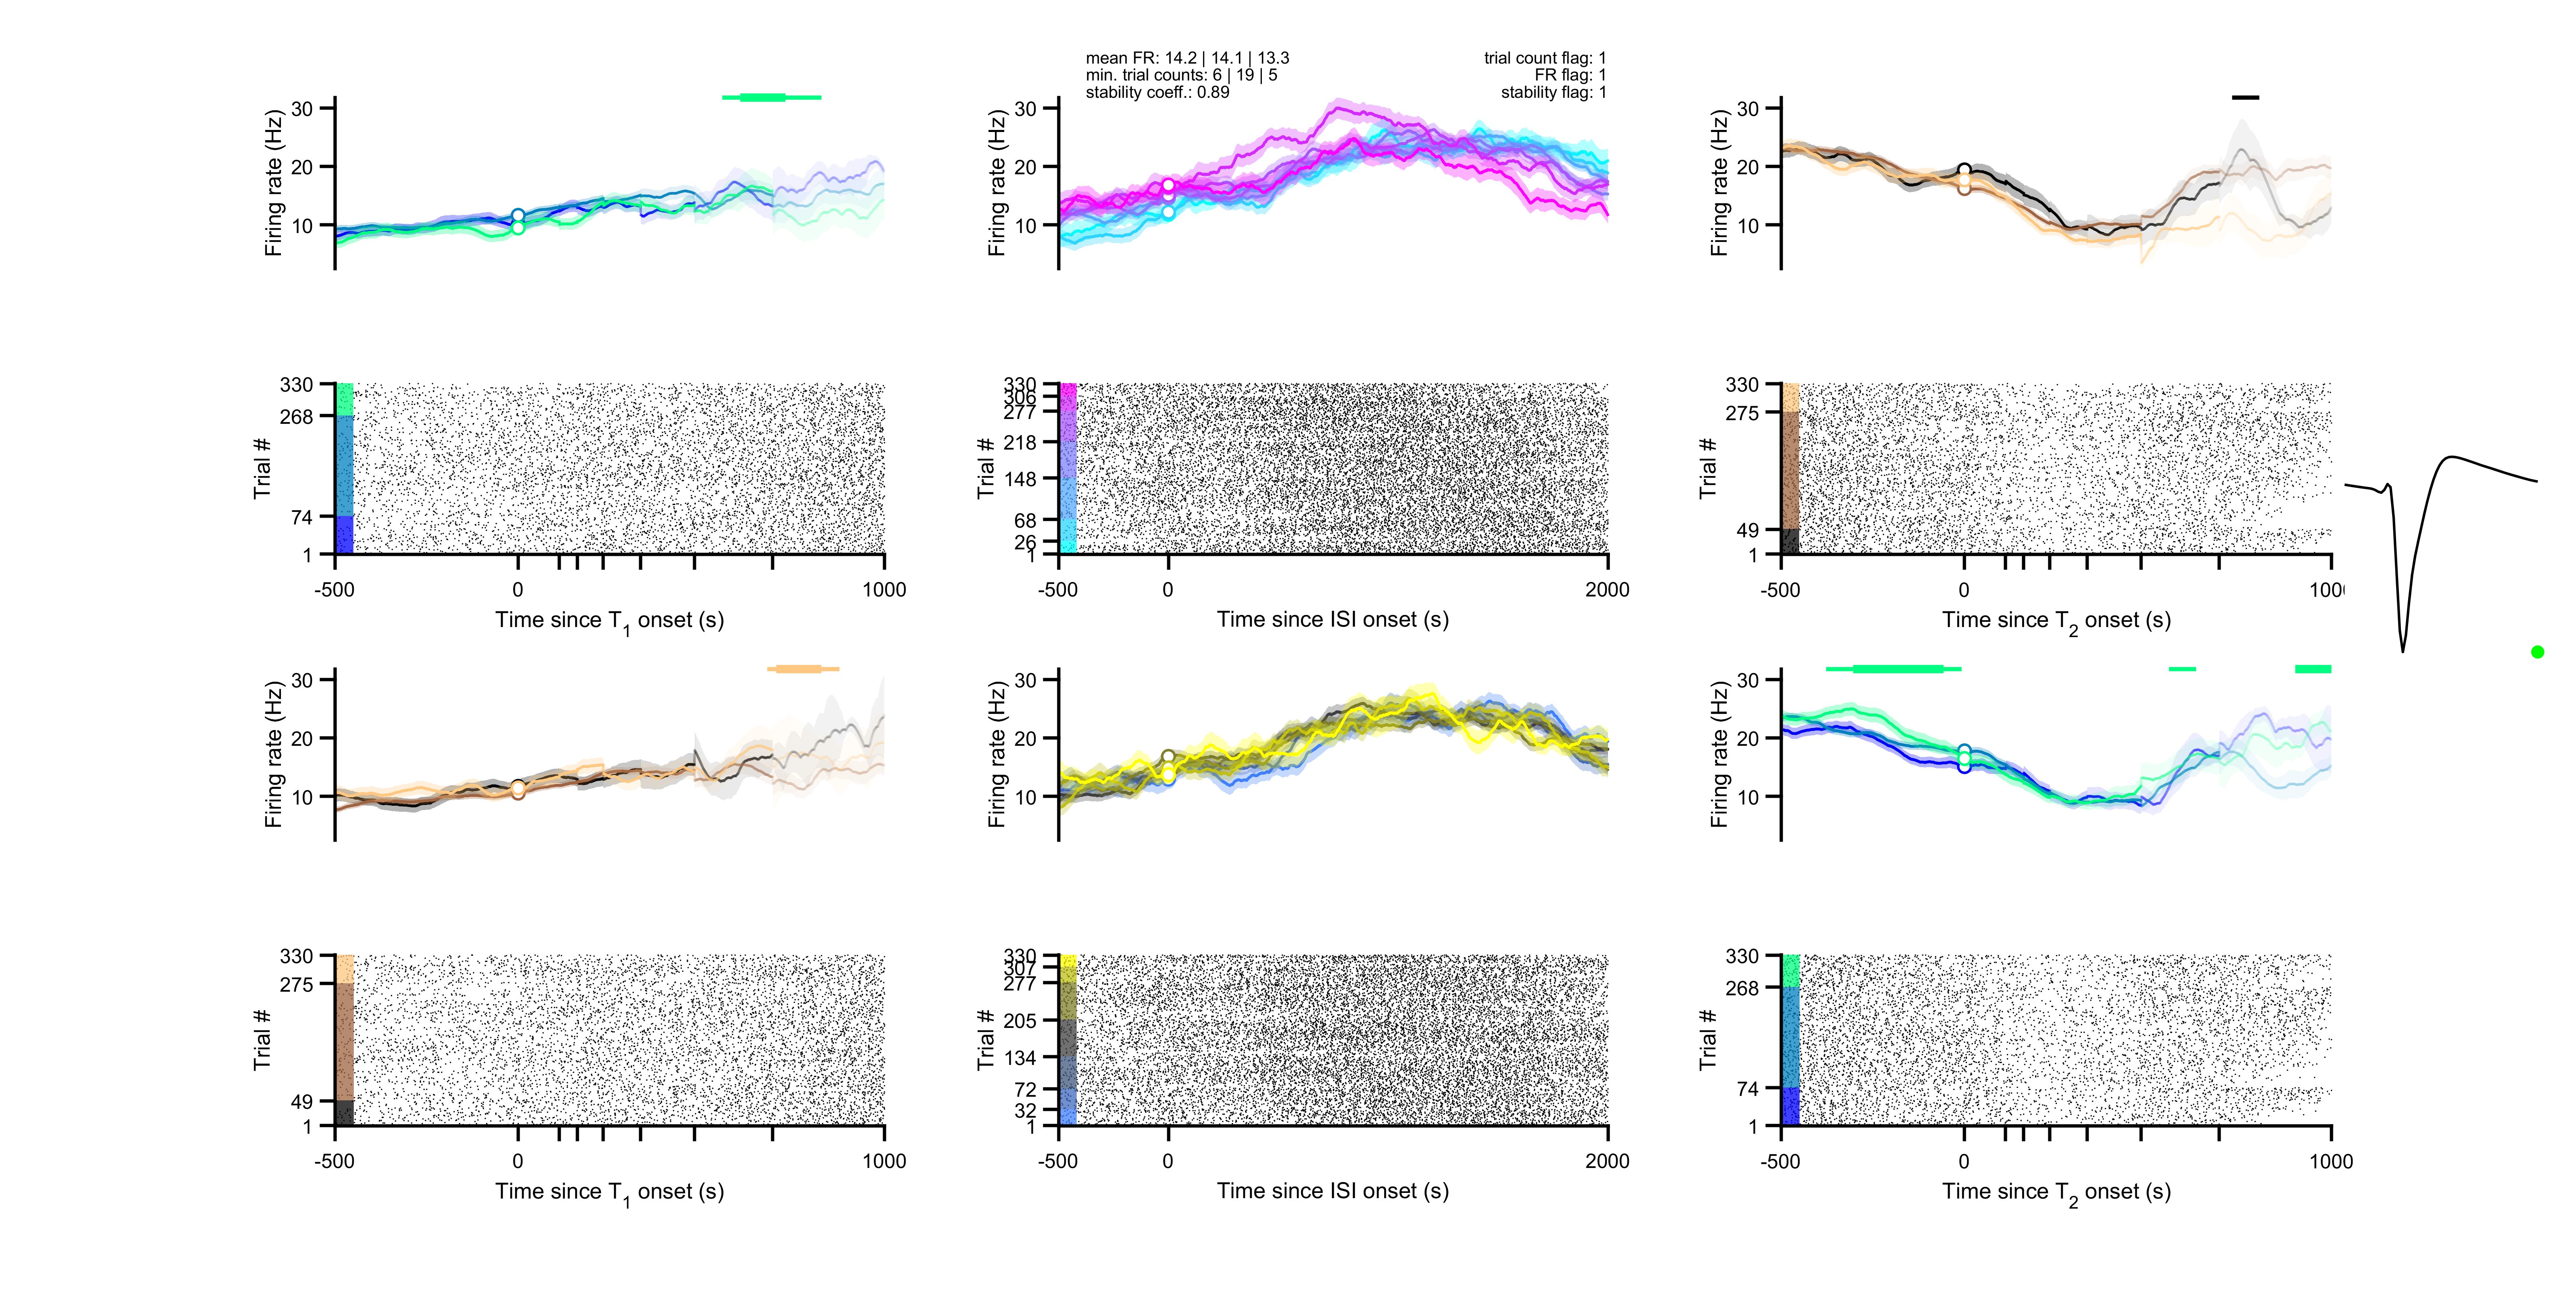 mean FR: 14.2 | 14.1 | 13.3
min. trial counts: 6 | 19 | 5
stability coeff.: 0.89
trial count flag: 1
FR flag: 1
stability flag: 1
Firing rate (Hz)
30
20
10
Firing rate (Hz)
30
20
10
Firing rate (Hz)
30
20
10
Trial #
330
268
74
1
-500
0
1000
Time since T1 onset (s)
Trial #
330
306
277
218
148
68
26
1
-500
0
2000
Time since ISI onset (s)
Trial #
330
275
49
1
-500
0
1000
Time since T2 onset (s)
Firing rate (Hz)
30
20
10
Firing rate (Hz)
30
20
10
Firing rate (Hz)
30
20
10
Trial #
330
275
49
1
-500
0
1000
Time since T1 onset (s)
Trial #
330
307
277
205
134
72
32
1
-500
0
2000
Time since ISI onset (s)
Trial #
330
268
74
1
-500
0
1000
Time since T2 onset (s)